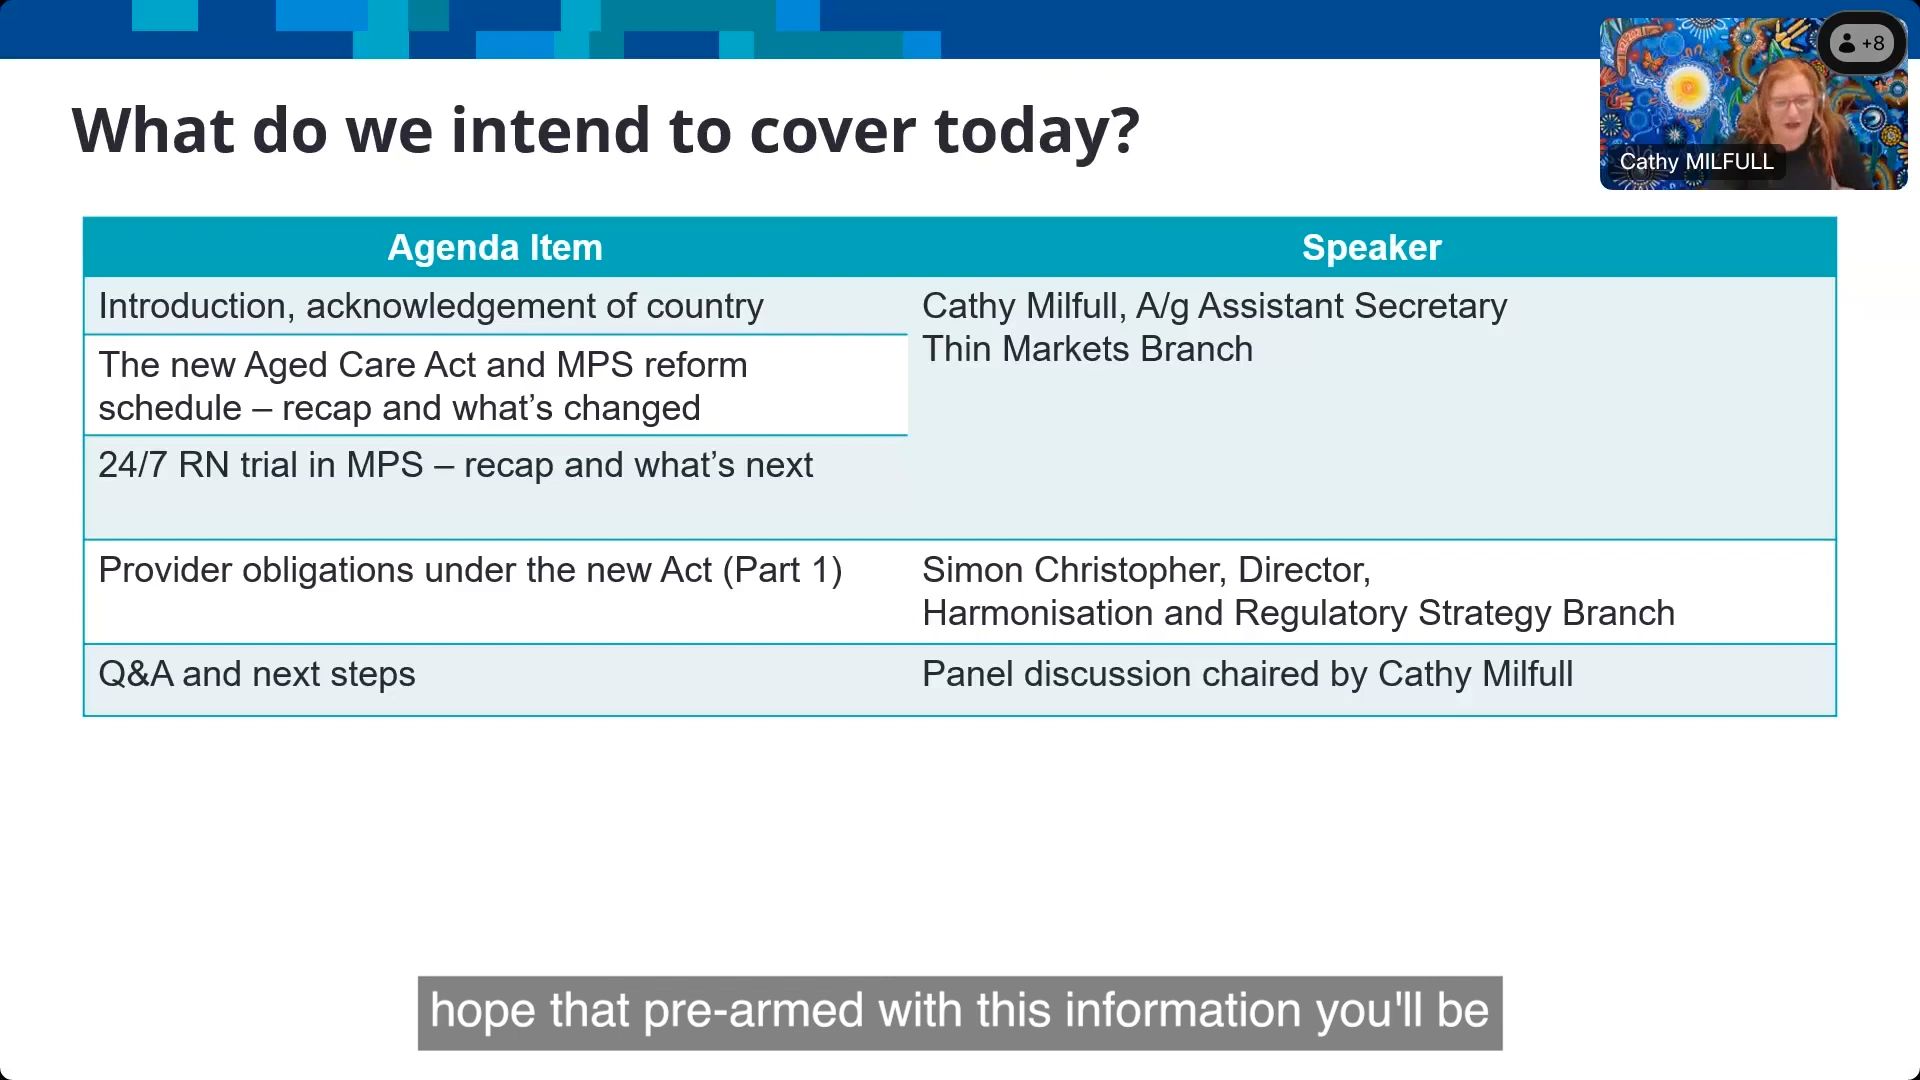 +8
Cathy MILFULL
What do we intend to cover today?
Agenda Item
Speaker
Introduction, acknowledgement of country
Cathy Milfull, A/g Assistant Secretary
Thin Markets Branch
The new Aged Care Act and MPS reform
schedule – recap and what’s changed
24/7 RN trial in MPS – recap and what’s next
Provider obligations under the new Act (Part 1)
Simon Christopher, Director,
Harmonisation and Regulatory Strategy Branch
Q&A and next steps
Panel discussion chaired by Cathy Milfull
hope that pre-armed with this information you'll be